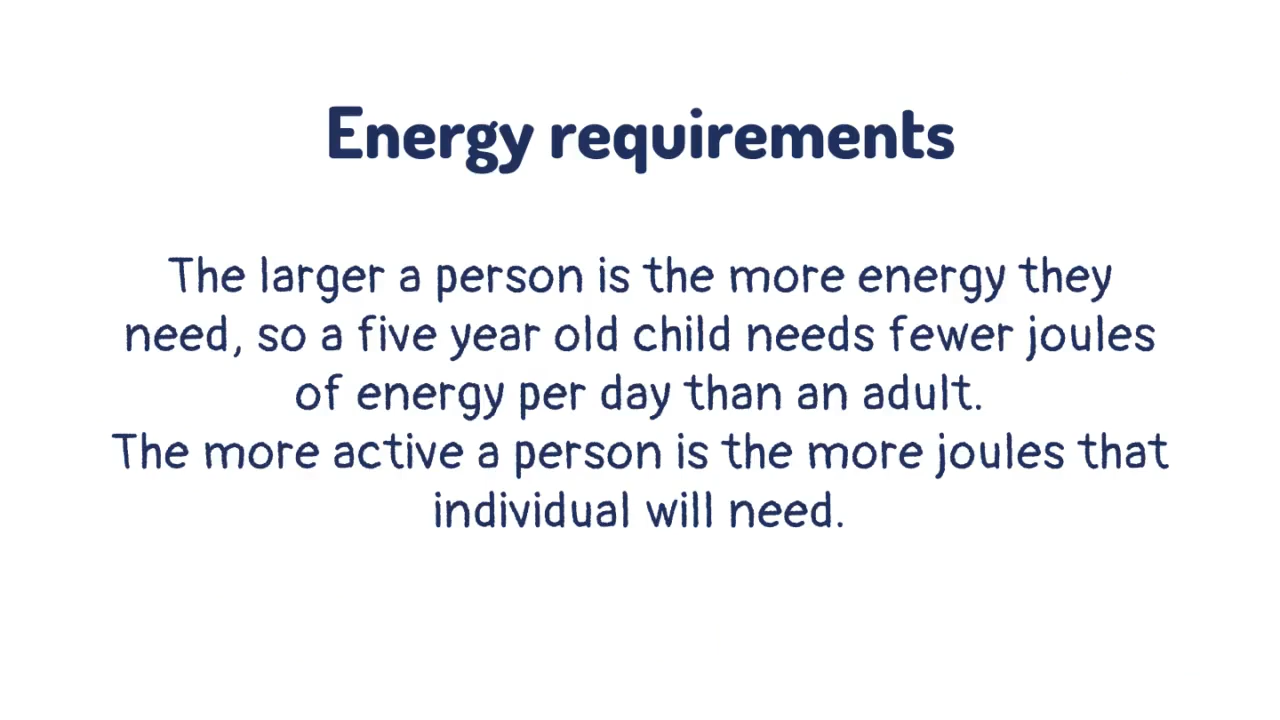 Energy requirements
The larger a person is the more energy they
need, so a five year old child needs fewer joules
of energy per day than an adult.
The more active a person is the more joules that
individual will need.